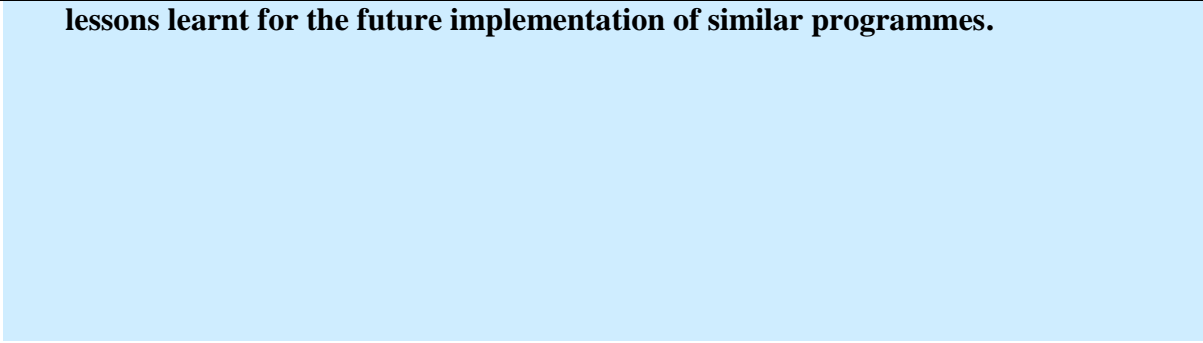 lessons learnt for the future implementation of similar programmes.